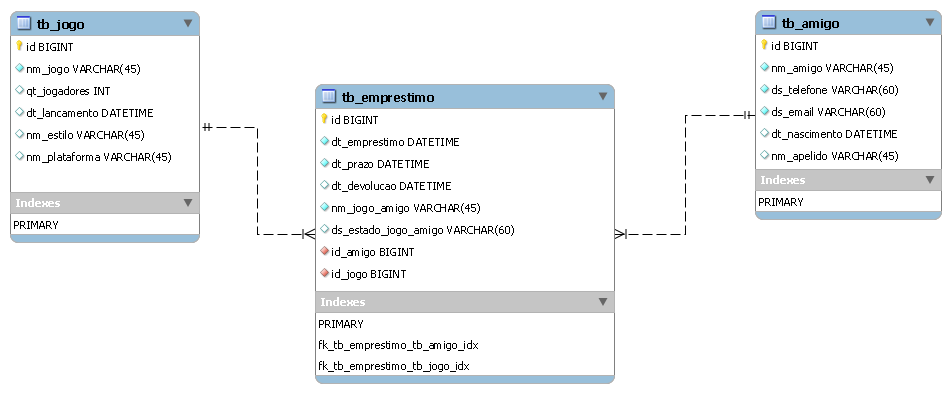 tb_jogo
id BIGINT
nm_jogo VARCHAR(45)
qt_jogadores INT
dt_lancamento DATETIME
nm_estilo VARCHAR(45)
nm_plataforma VARCHAR(45)
Indexes
PRIMARY
tb_emprestimo
id BIGINT
dt_emprestimo DATETIME
dt_prazo DATETIME
dt_devolucao DATETIME
nm_jogo_amigo VARCHAR(45)
ds_estado_jogo_amigo VARCHAR(60)
id_amigo BIGINT
id_jogo BIGINT
Indexes
PRIMARY
fk_tb_emprestimo_tb_amigo_idx
fk_tb_emprestimo_tb_jogo_idx
tb_amigo
id BIGINT
nm_amigo VARCHAR(45)
ds_telefone VARCHAR(60)
ds_email VARCHAR(60)
dt_nascimento DATETIME
nm_apelido VARCHAR(45)
Indexes
PRIMARY